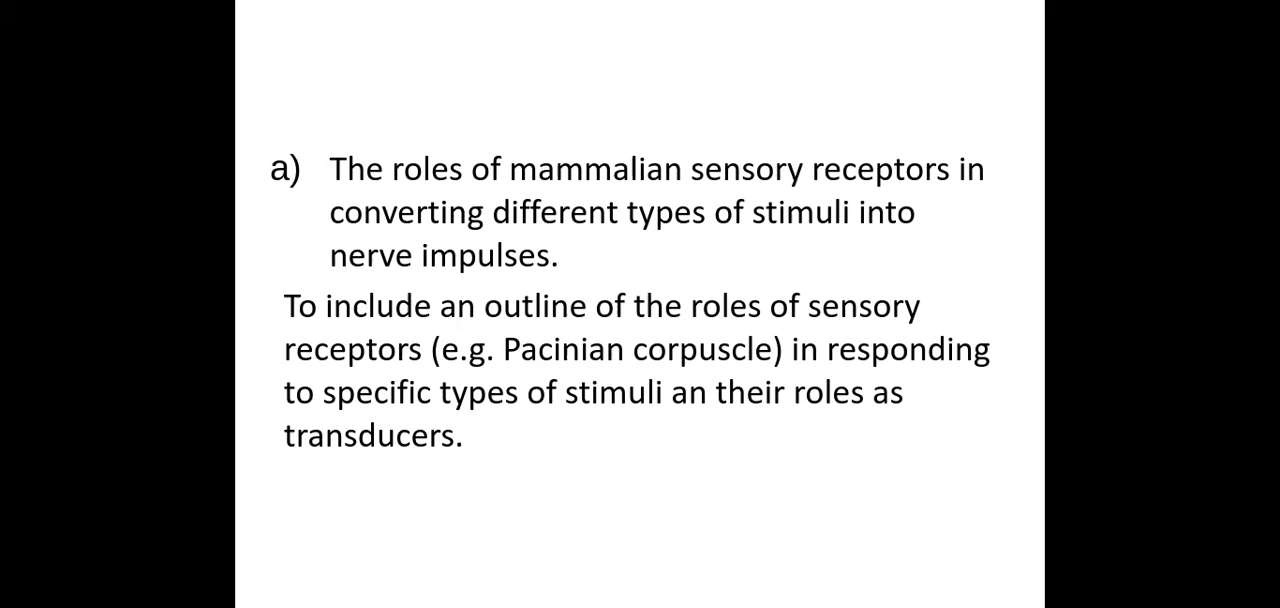 a) The roles of mammalian sensory receptors in
converting different types of stimuli into
nerve impulses.
To include an outline of the roles of sensory
receptors (e.g. Pacinian corpuscle) in responding
to specific types of stimuli an their roles as
transducers.